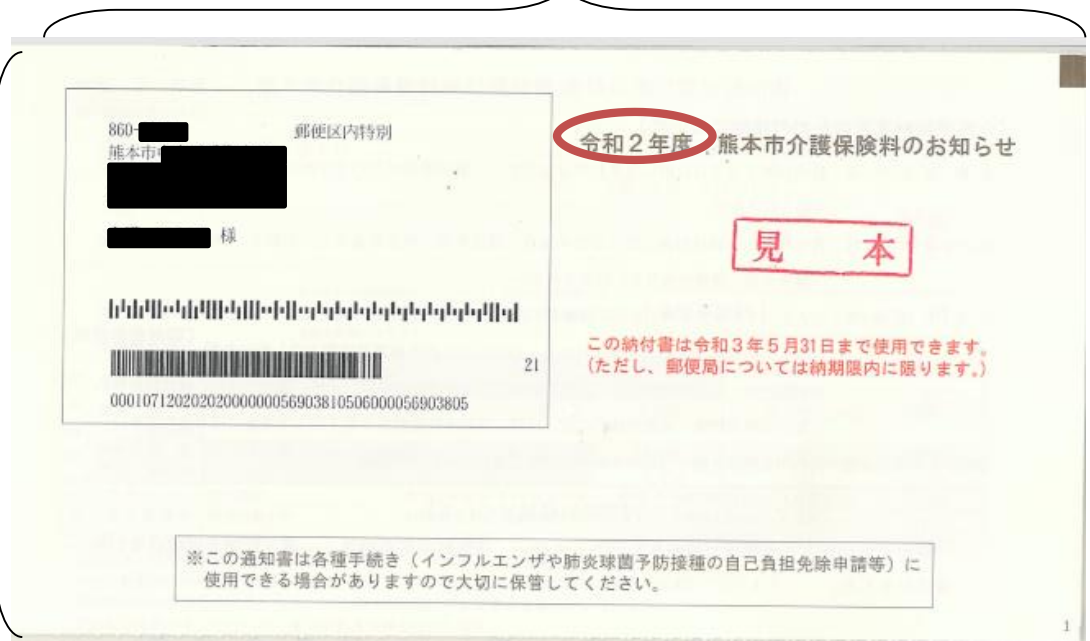 860-
郵便区内特別
熊本市
様
21
0001071202020200000005690381050600005690 3805
令和2年度 熊本市介護保険料のお知らせ
見 本
この納付書は令和3年5月31日まで使用できます。
(ただし、郵便局については納期限内に限ります。)
※この通知書は各種手続き(インフルエンザや肺炎球菌予防接種の自己負担免除申請等)に
使用できる場合がありますので大切に保管してください。
1